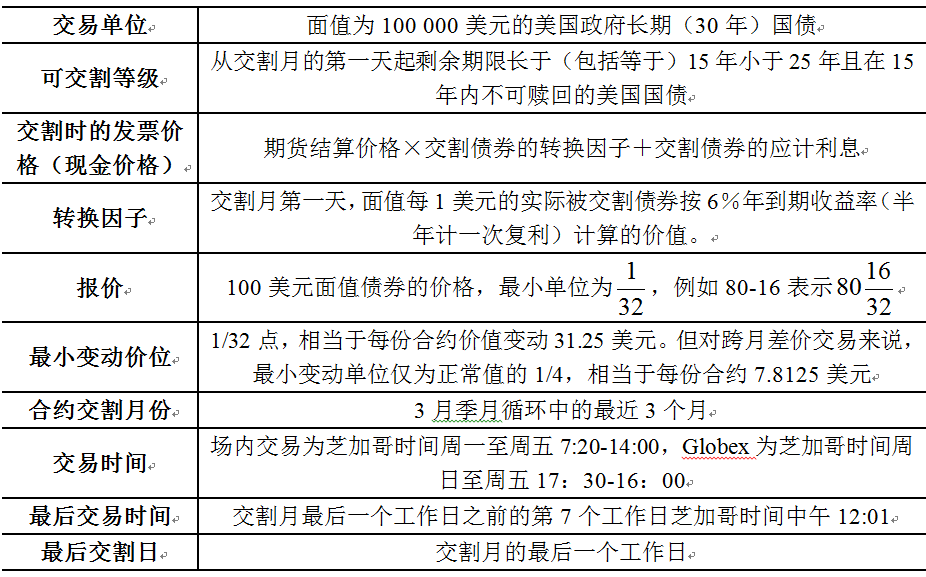 交易单位 面值为 100 000 美元的美国政府长期（30 年）国债
可交割等级 从交割月的第一天起剩余期限长于（包括等于）15 年小于 25 年且在 15
年内不可赎回的美国国债
交割时的发票价
格（现金价格） 期货结算价格×交割债券的转换因子＋交割债券的应计利息
转换因子 交割月第一天，面值每 1 美元的实际被交割债券按 6％年到期收益率（半
年计一次复利）计算的价值。
报价 100 美元面值债券的价格，最小单位为 1/32，例如 80-16 表示 80 16/32
最小变动价位 1/32 点，相当于每份合约价值变动 31.25 美元。但对跨月差价交易来说，
最小变动单位仅为正常值的 1/4，相当于每份合约 7.8125 美元
合约交割月份 3 月季月循环中的最近 3 个月
交易时间 场内交易为芝加哥时间周一至周五 7:20-14:00，Globex 为芝加哥时间周
日至周五 17：30-16：00
最后交易时间 交割月最后一个工作日之前的第 7 个工作日芝加哥时间中午 12:01
最后交割日 交割月的最后一个工作日